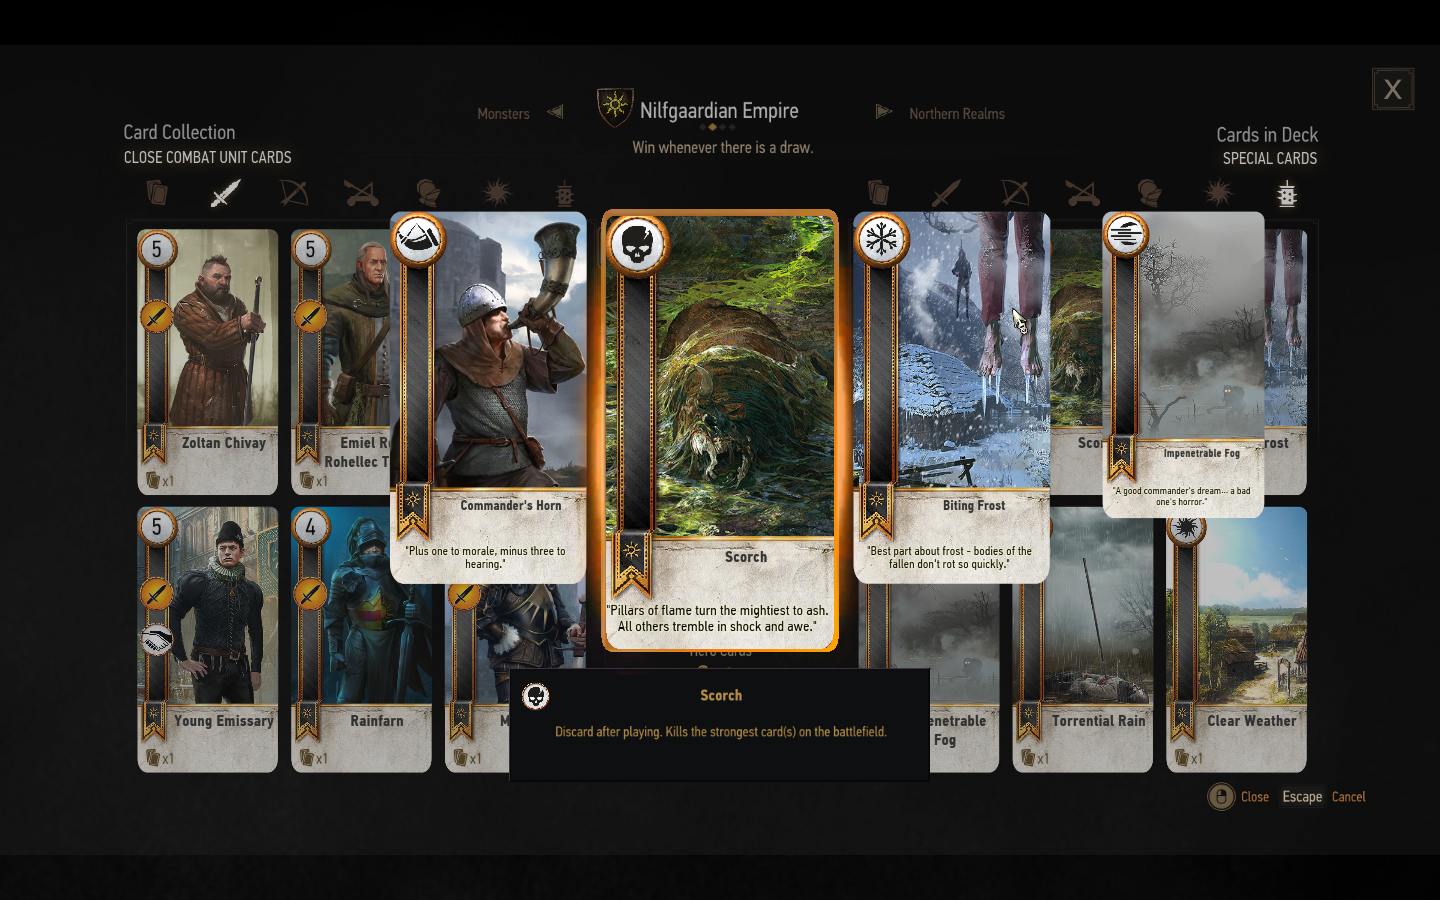 Monsters
Nilfgaardian Empire
Northern Realms
Win whenever there is a draw.
Card Collection
CLOSE COMBAT UNIT CARDS
Cards in Deck
SPECIAL CARDS
X
5
Zoltan Chivay
x1
5
Emiel R
Rohellec T
x1
Commander's Horn
"Plus one to morale, minus three to
hearing."
Scorch
"Pillars of flame turn the mightiest to ash.
All others tremble in shock and awe."
Biting Frost
"Best part about frost - bodies of the
fallen don't rot so quickly."
Scor
Impenetrable Fog
"A good commander's dream... a bad
one's horror."
rost
5
Young Emissary
x1
4
Rainfarn
x1
M
x1
Hero Cards
enetrable
Fog
Torrential Rain
x1
Clear Weather
x1
Scorch
Discard after playing. Kills the strongest card(s) on the battlefield.
Close
Escape
Cancel